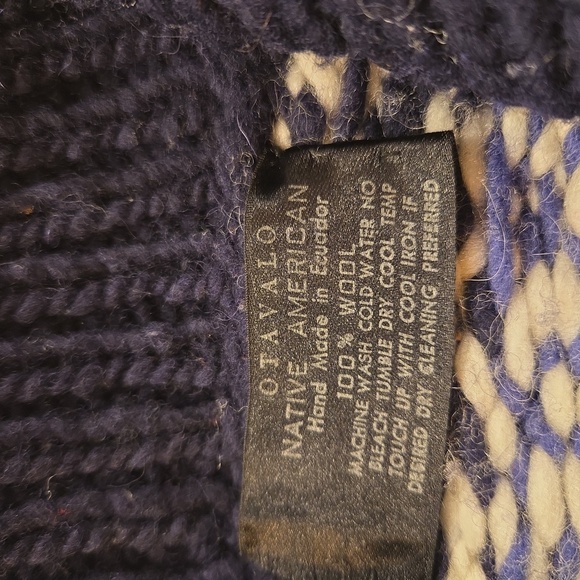 OTAVALO
NATIVE AMERICAN
Hand Made in Ecuador
100% WOOL
MACHINE WASH COLD WATER NO
BLEACH TUMBLE DRY COOL TEMP
TOUCH UP WITH COOL IRON IF
DESIRED DRY CLEANING PREFERRED